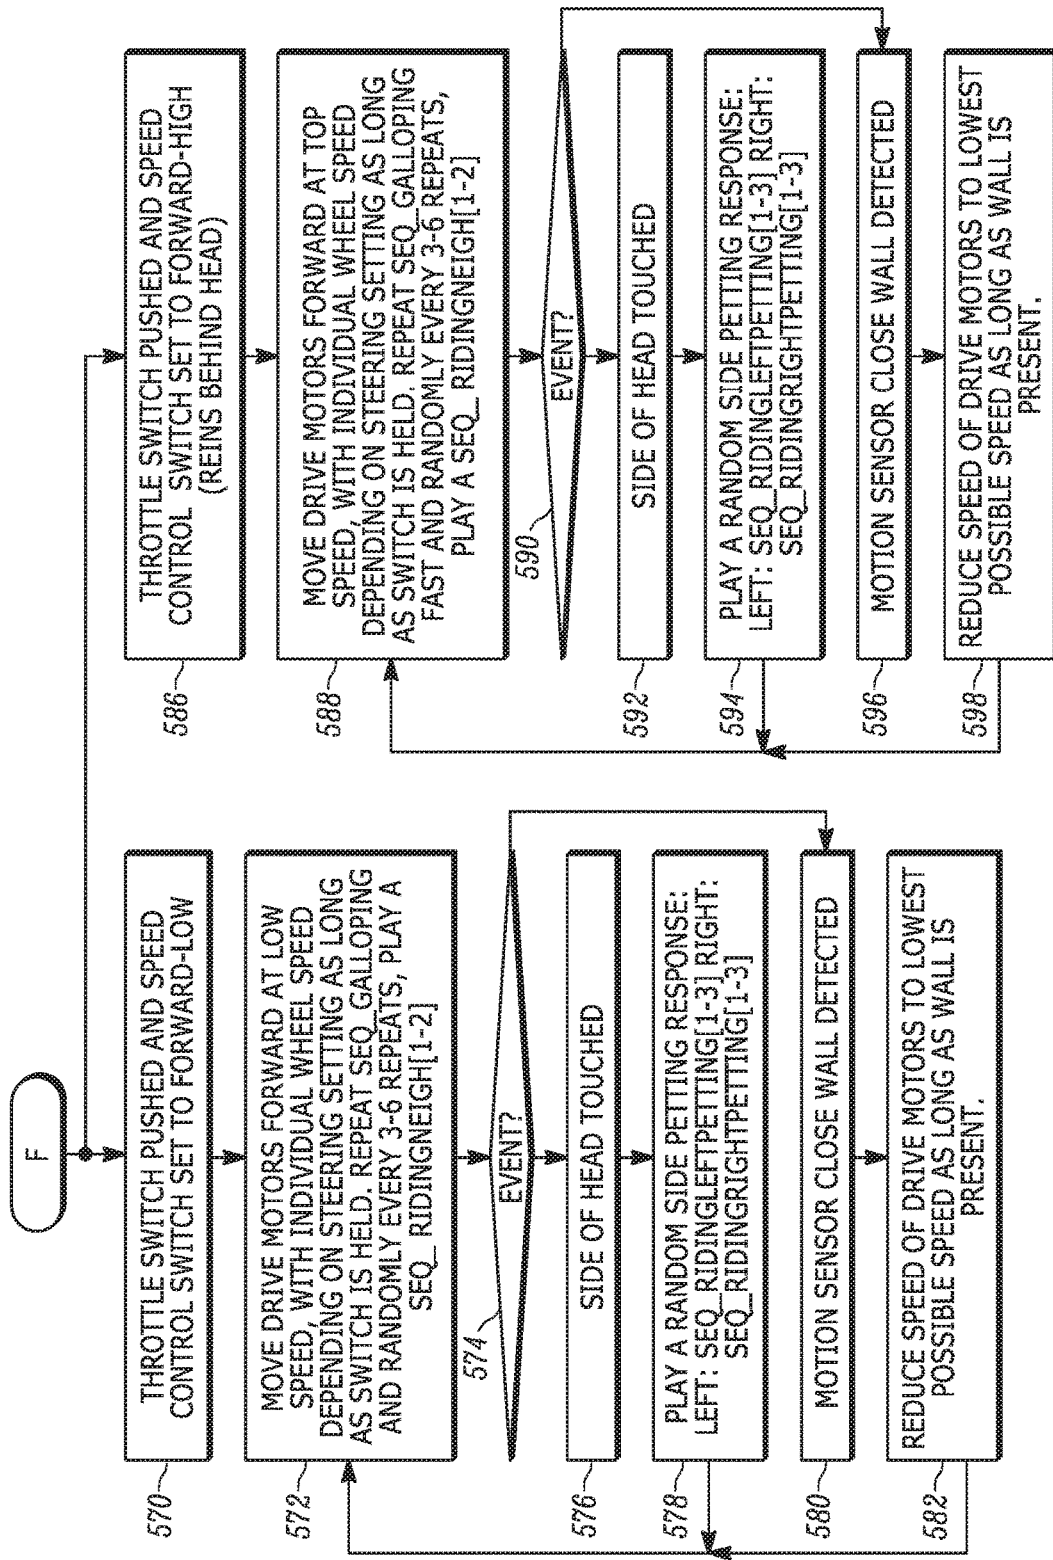 F
THROTTLE SWITCH PUSHED AND SPEED
CONTROL SWITCH SET TO FORWARD-LOW
570
MOVE DRIVE MOTORS FORWARD AT LOW
SPEED, WITH INDIVIDUAL WHEEL SPEED
DEPENDING ON STEERING SETTING AS LONG
AS SWITCH IS HELD. REPEAT SEQ_GALLOPING
AND RANDOMLY EVERY 3-6 REPEATS, PLAY A
SEQ_ RIDINGNEIGH[1-2]
572
EVENT?
574
SIDE OF HEAD TOUCHED
576
PLAY A RANDOM SIDE PETTING RESPONSE:
LEFT: SEQ_RIDINGLEFTPETTING[1-3] RIGHT:
SEQ_RIDINGRIGHTPETTING[1-3]
578
MOTION SENSOR CLOSE WALL DETECTED
580
REDUCE SPEED OF DRIVE MOTORS TO LOWEST
POSSIBLE SPEED AS LONG AS WALL IS
PRESENT.
582
THROTTLE SWITCH PUSHED AND SPEED
CONTROL SWITCH SET TO FORWARD-HIGH
(REINS BEHIND HEAD)
586
MOVE DRIVE MOTORS FORWARD AT TOP
SPEED, WITH INDIVIDUAL WHEEL SPEED
DEPENDING ON STEERING SETTING AS LONG
AS SWITCH IS HELD. REPEAT SEQ_GALLOPING
FAST AND RANDOMLY EVERY 3-6 REPEATS,
PLAY A SEQ_ RIDINGNEIGH[1-2]
588
EVENT?
590
SIDE OF HEAD TOUCHED
592
PLAY A RANDOM SIDE PETTING RESPONSE:
LEFT: SEQ_RIDINGLEFTPETTING[1-3] RIGHT:
SEQ_RIDINGRIGHTPETTING[1-3]
594
MOTION SENSOR CLOSE WALL DETECTED
596
REDUCE SPEED OF DRIVE MOTORS TO LOWEST
POSSIBLE SPEED AS LONG AS WALL IS
PRESENT.
598